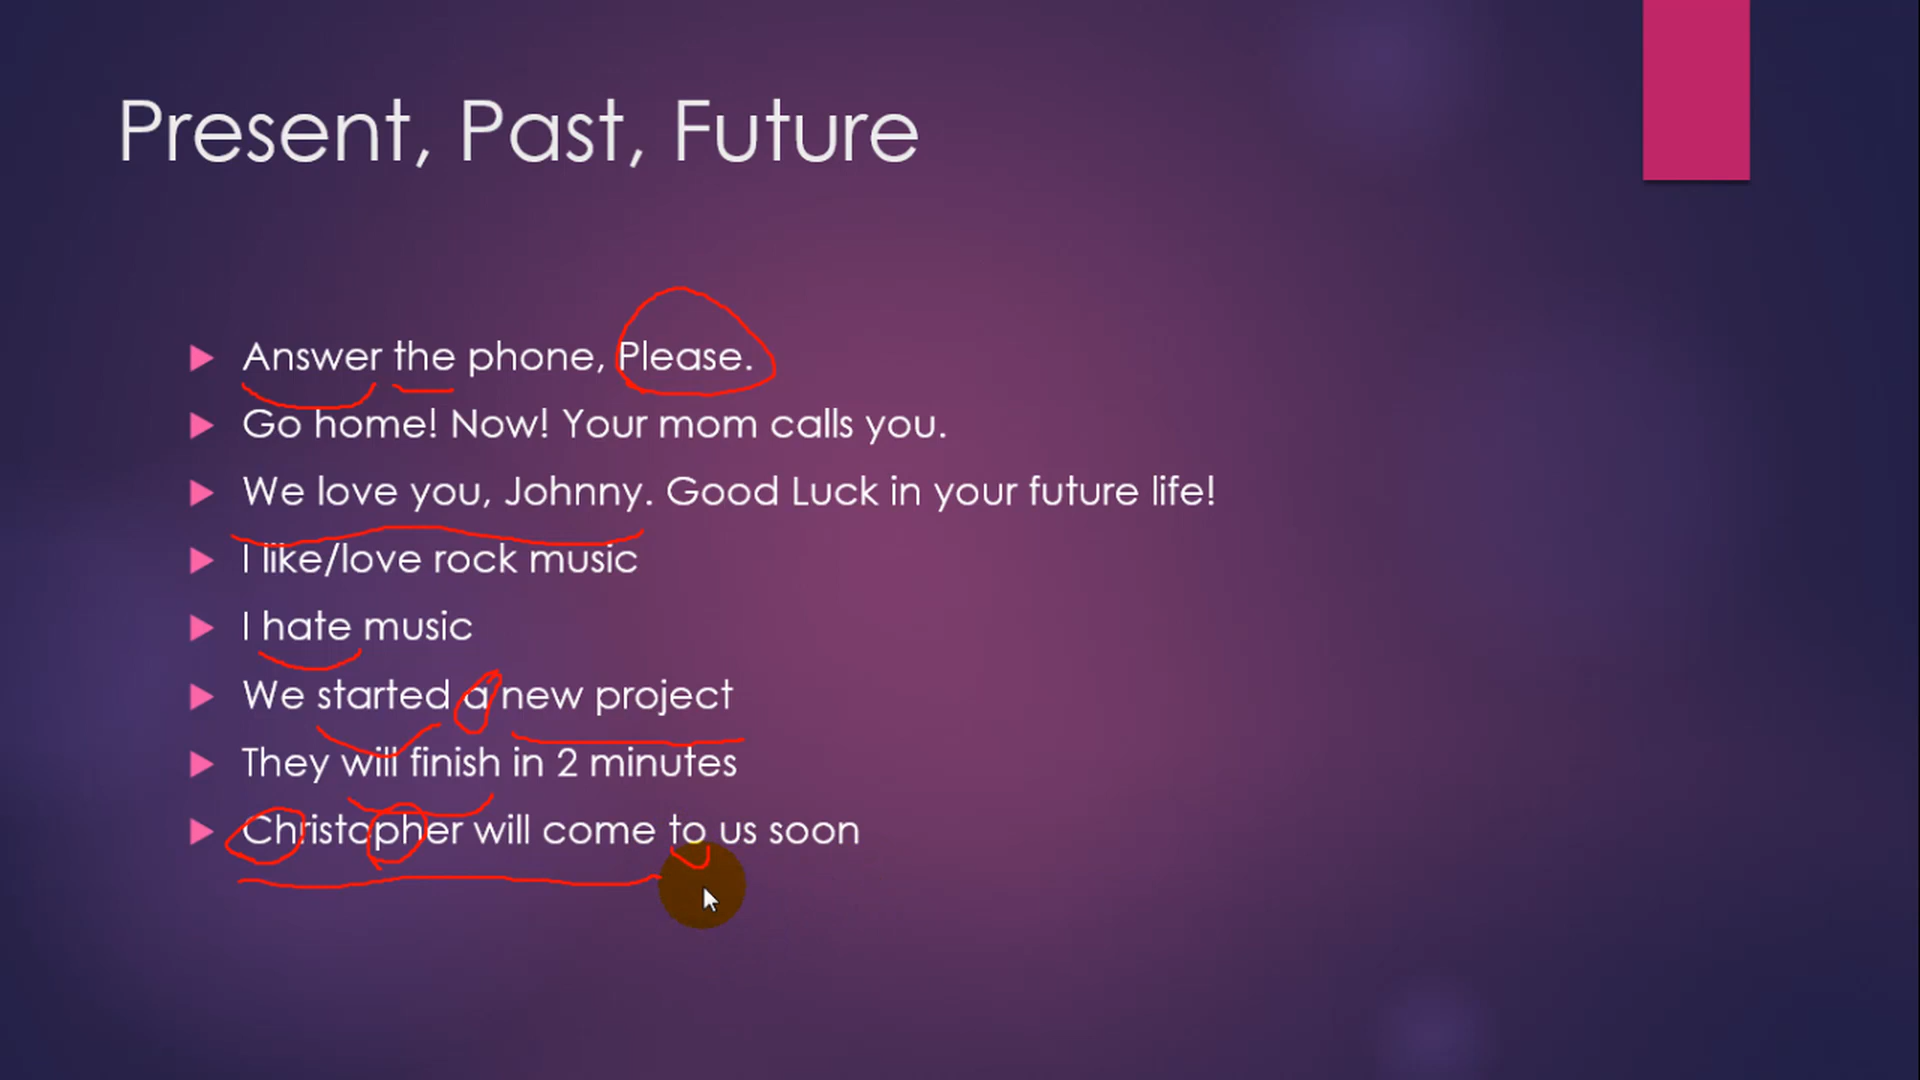 Present, Past, Future
Answer the phone, Please.
Go home! Now! Your mom calls you.
We love you, Johnny. Good Luck in your future life!
I like/love rock music
I hate music
We started a new project
They will finish in 2 minutes
Christopher will come to us soon